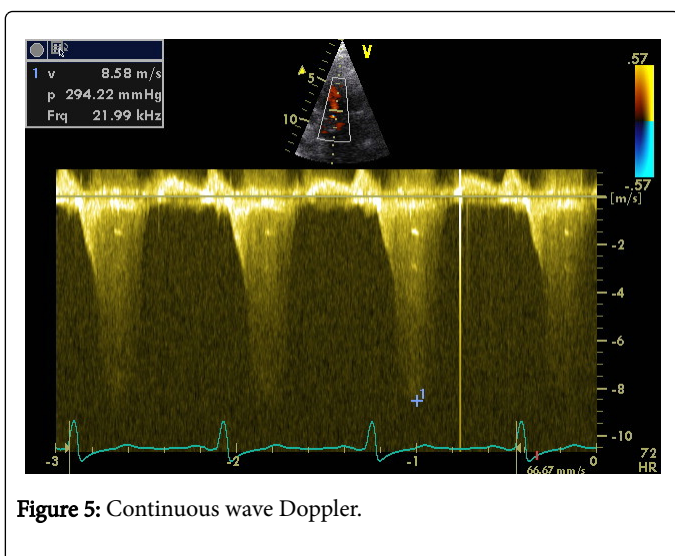 1 v 8.58 m/s
p 294.22 mmHg
Frq 21.99 kHz
V
5
10
.57
-.57
[m/s]
-2
-4
-6
-8
1
-10
-3
-2
-1
0
72
HR
66.67 mm/s
Figure 5: Continuous wave Doppler.